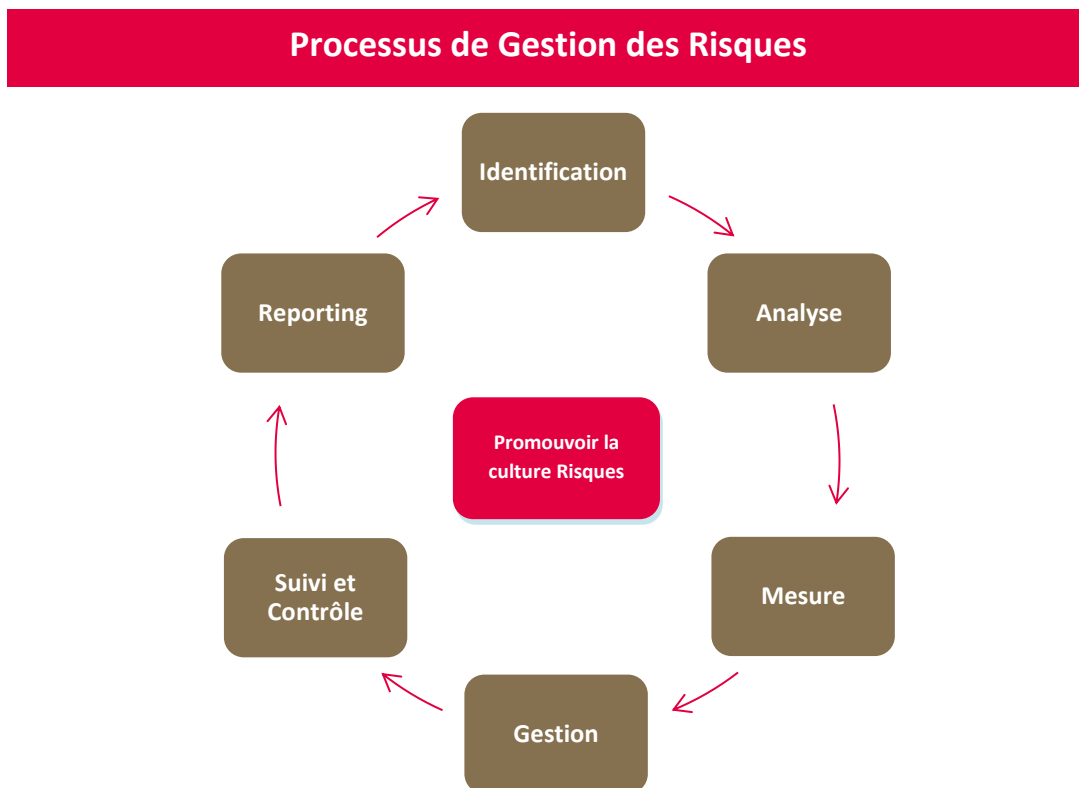 Processus de Gestion des Risques
Identification
Reporting
Analyse
Promouvoir la
culture Risques
Suivi et
Contrôle
Mesure
Gestion